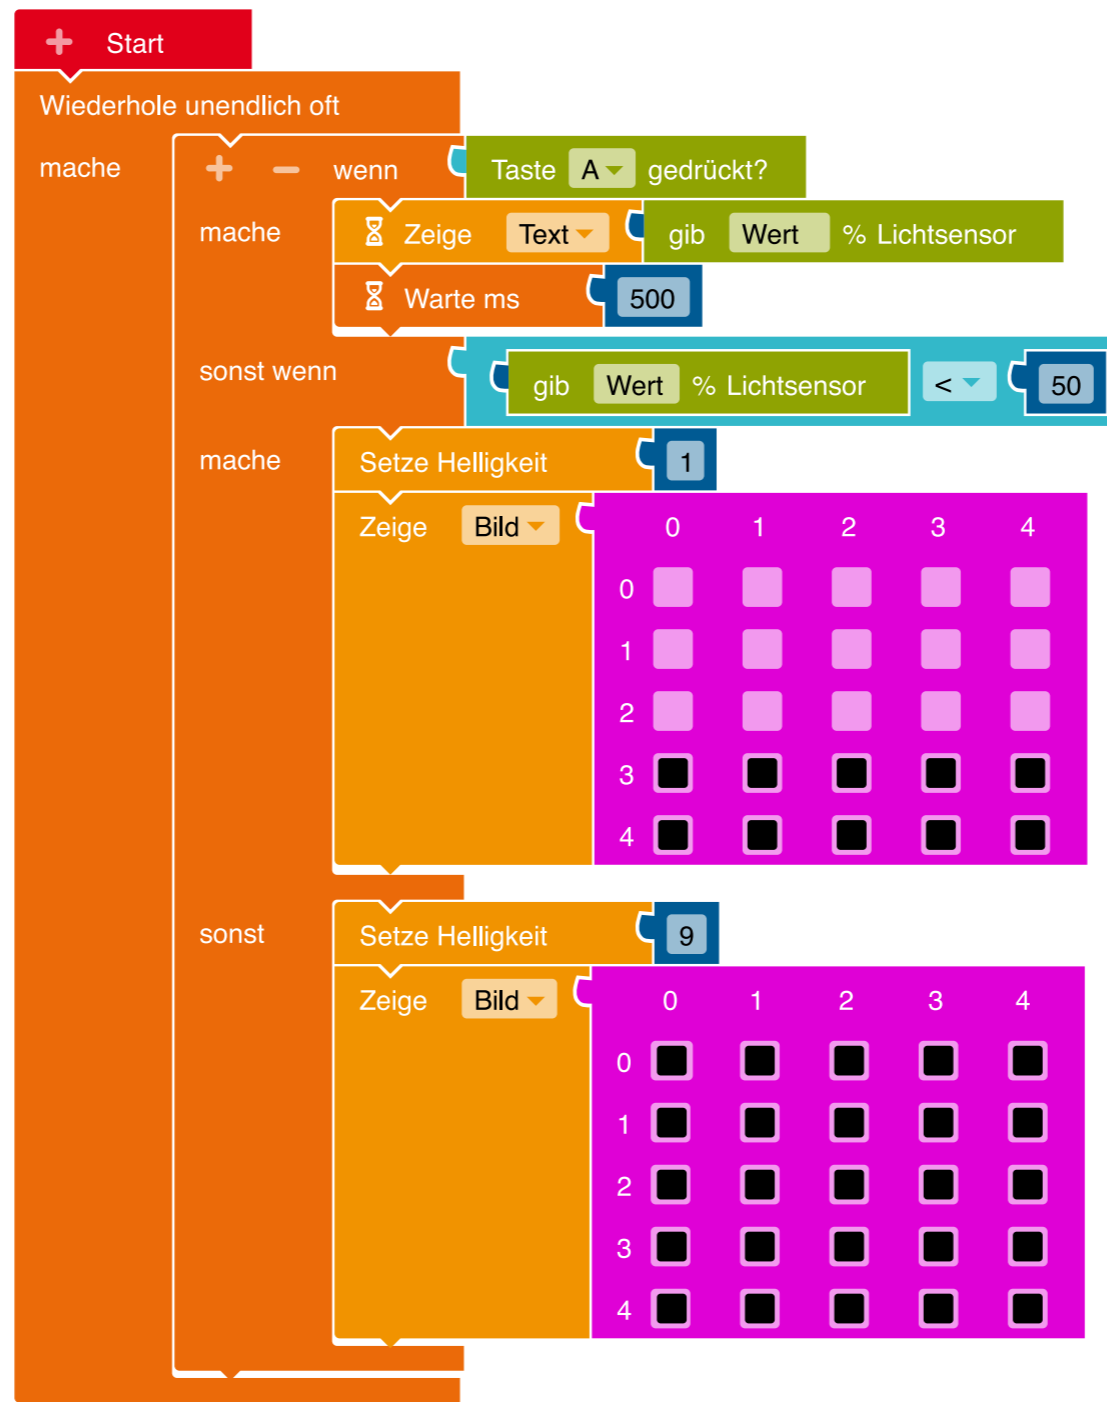 Start
Wiederhole unendlich oft
mache wenn Taste A gedrückt?
mache Zeige Text gib Wert % Lichtsensor
Warte ms 500
sonst wenn gib Wert % Lichtsensor < 50
mache Setze Helligkeit 1
Zeige Bild 0 1 2 3 4
0
1
2
3
4
sonst Setze Helligkeit 9
Zeige Bild 0 1 2 3 4
0
1
2
3
4